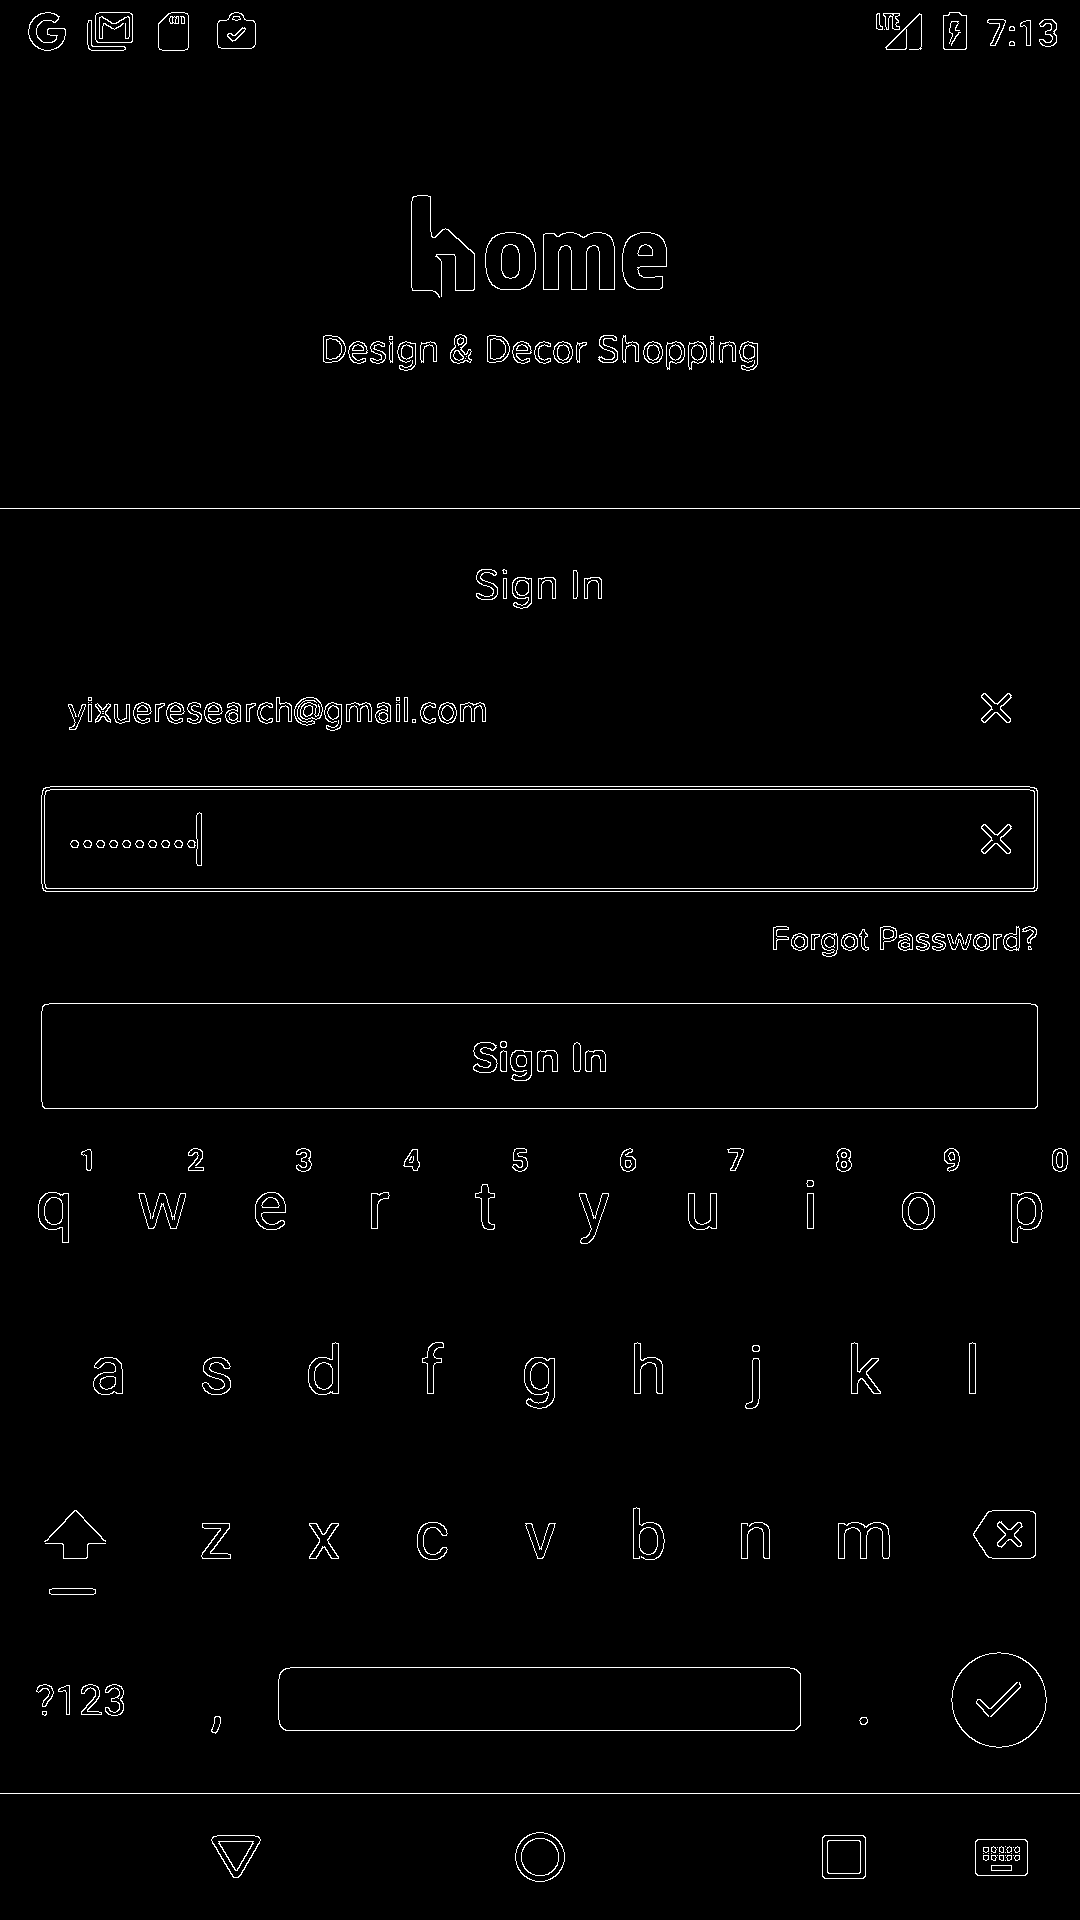 LTE 7:13
home
Design & Decor Shopping
Sign In
yixueresearch@gmail.com
Forgot Password?
Sign In
1 2 3 4 5 6 7 8 9 0
q w e r t y u i o p
a s d f g h j k l
z x c v b n m
?123 , .